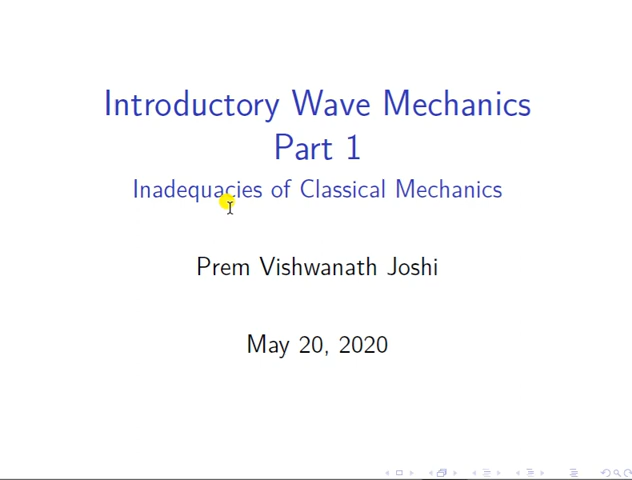 Introductory Wave Mechanics
Part 1
Inadequacies of Classical Mechanics
Prem Vishwanath Joshi
May 20, 2020